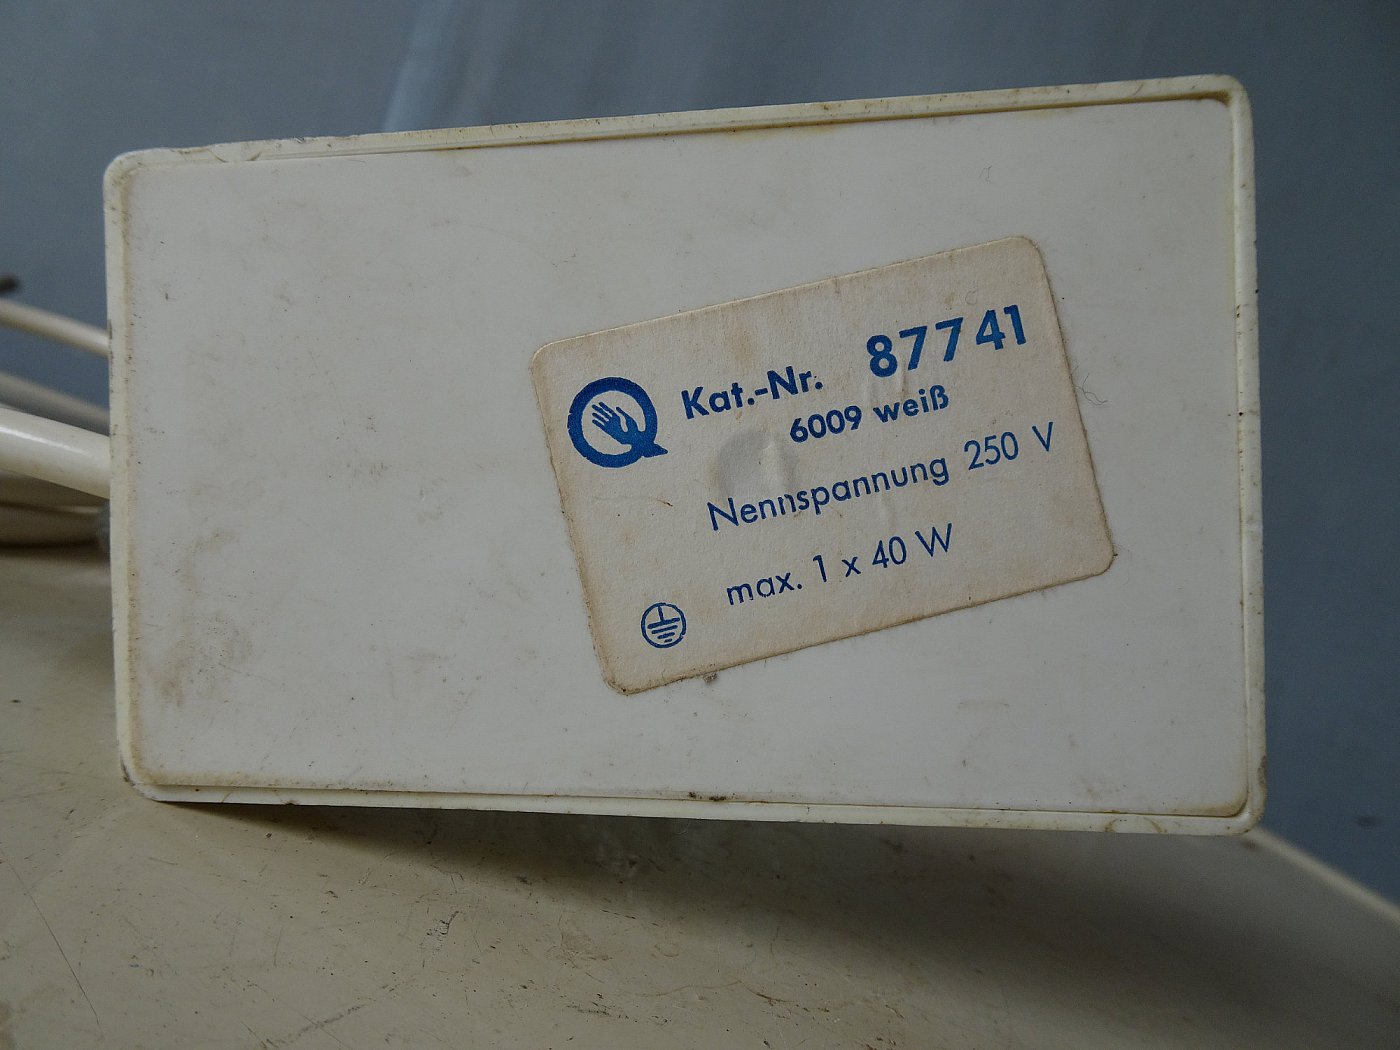 Kat.-Nr. 87741
6009 weiß
Nennspannung 250 V
max. 1 x 40 W